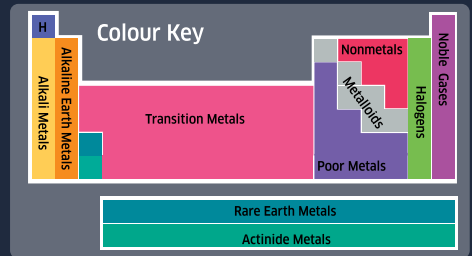 Colour Key
H
Alkali Metals
Alkaline Earth Metals
Transition Metals
Nonmetals
Metalloids
Poor Metals
Halogens
Noble Gases
Rare Earth Metals
Actinide Metals